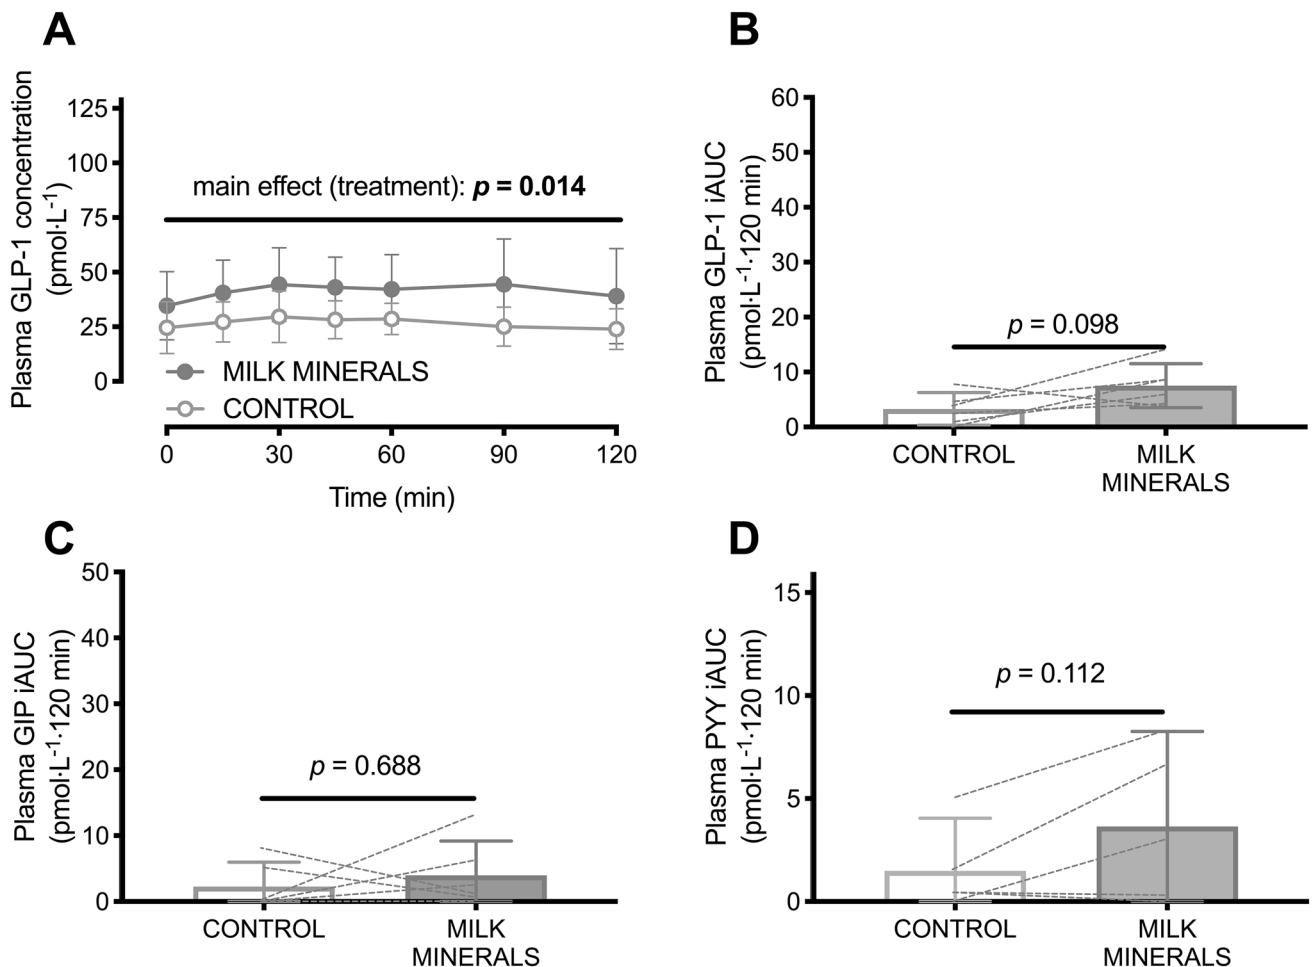 A
Plasma GLP-1 concentration
(pmol·L⁻¹)
125
100
75
50
25
0
main effect (treatment): p = 0.014
MILK MINERALS
CONTROL
0 30 60 90 120
Time (min)
B
Plasma GLP-1 iAUC
(pmol·L⁻¹·120 min)
60
50
40
30
20
10
0
p = 0.098
CONTROL MILK
MINERALS
C
Plasma GIP iAUC
(pmol·L⁻¹·120 min)
50
40
30
20
10
0
p = 0.688
CONTROL MILK
MINERALS
D
Plasma PYY iAUC
(pmol·L⁻¹·120 min)
15
10
5
0
p = 0.112
CONTROL MILK
MINERALS